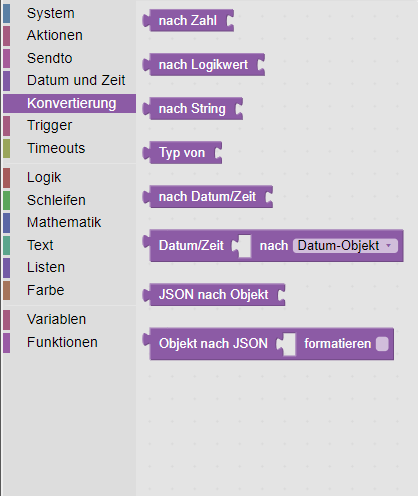 System
Aktionen
Sendto
Datum und Zeit
Konvertierung
Trigger
Timeouts
Logik
Schleifen
Mathematik
Text
Listen
Farbe
Variablen
Funktionen
nach Zahl
nach Logikwert
nach String
Typ von
nach Datum/Zeit
Datum/Zeit nach Datum-Objekt
JSON nach Objekt
Objekt nach JSON formatieren